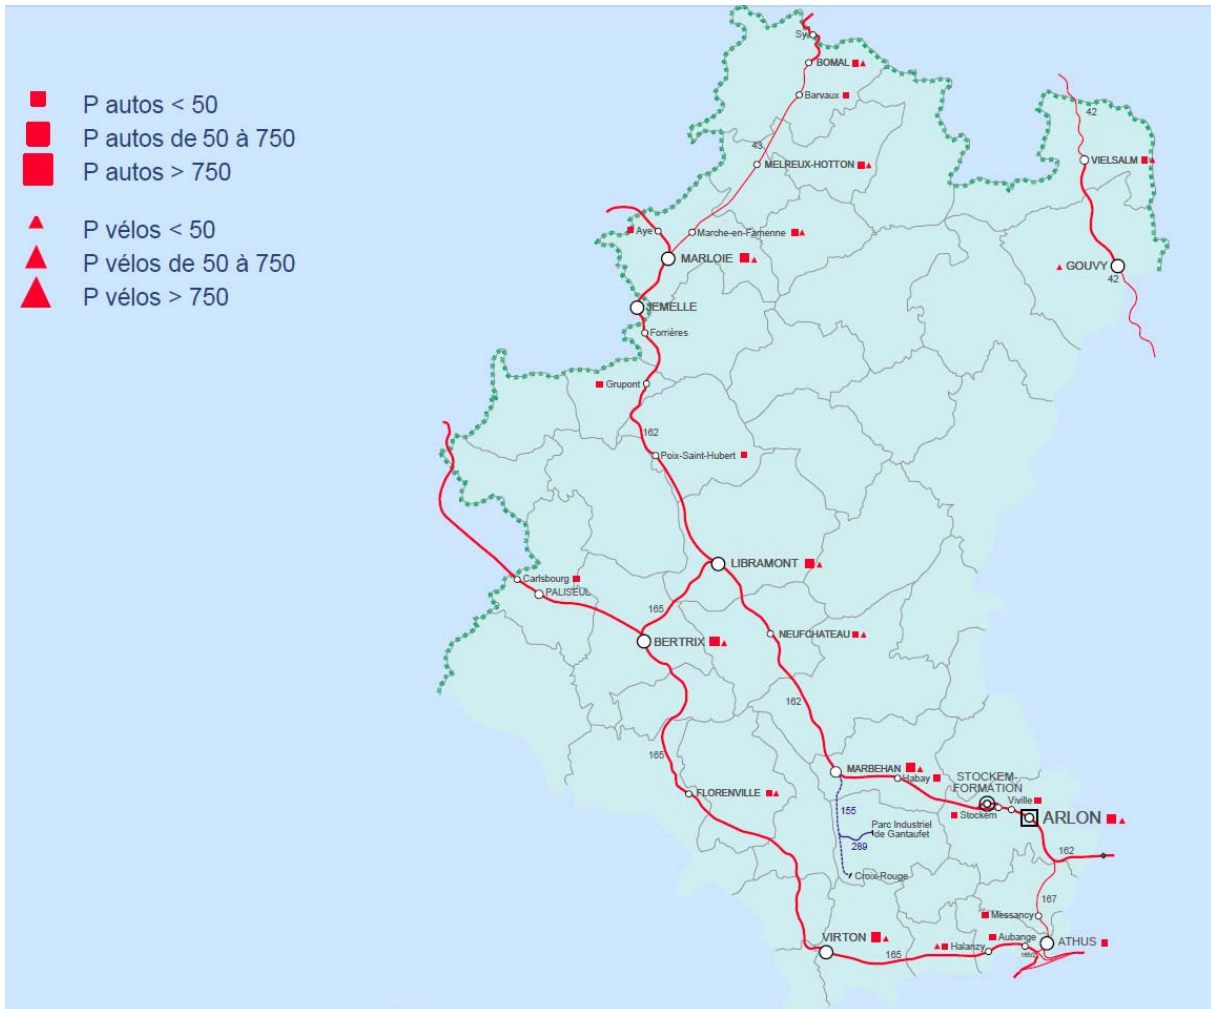 P autos < 50
P autos de 50 à 750
P autos > 750
P vélos < 50
P vélos de 50 à 750
P vélos > 750
Sy
BOMAL
Barvaux
42
43
MELREUX-HOTTON
VIELSALM
Aye
Marche-en-Famenne
MARLOIE
GOUVY
42
JEMELLE
Forrières
Grupont
162
Poix-Saint-Hubert
LIBRAMONT
Carlsbourg
PALISEUL
165
BERTRIX
NEUFCHATEAU
162
165
MARBEHAN
Habay
STOCKEM-
FORMATION
FLORENVILLE
Viville
155
Stockem
ARLON
Parc Industriel
de Gantaufet
289
162
Croix-Rouge
167
Messancy
VIRTON
Aubange
ATHUS
Halanzy
165